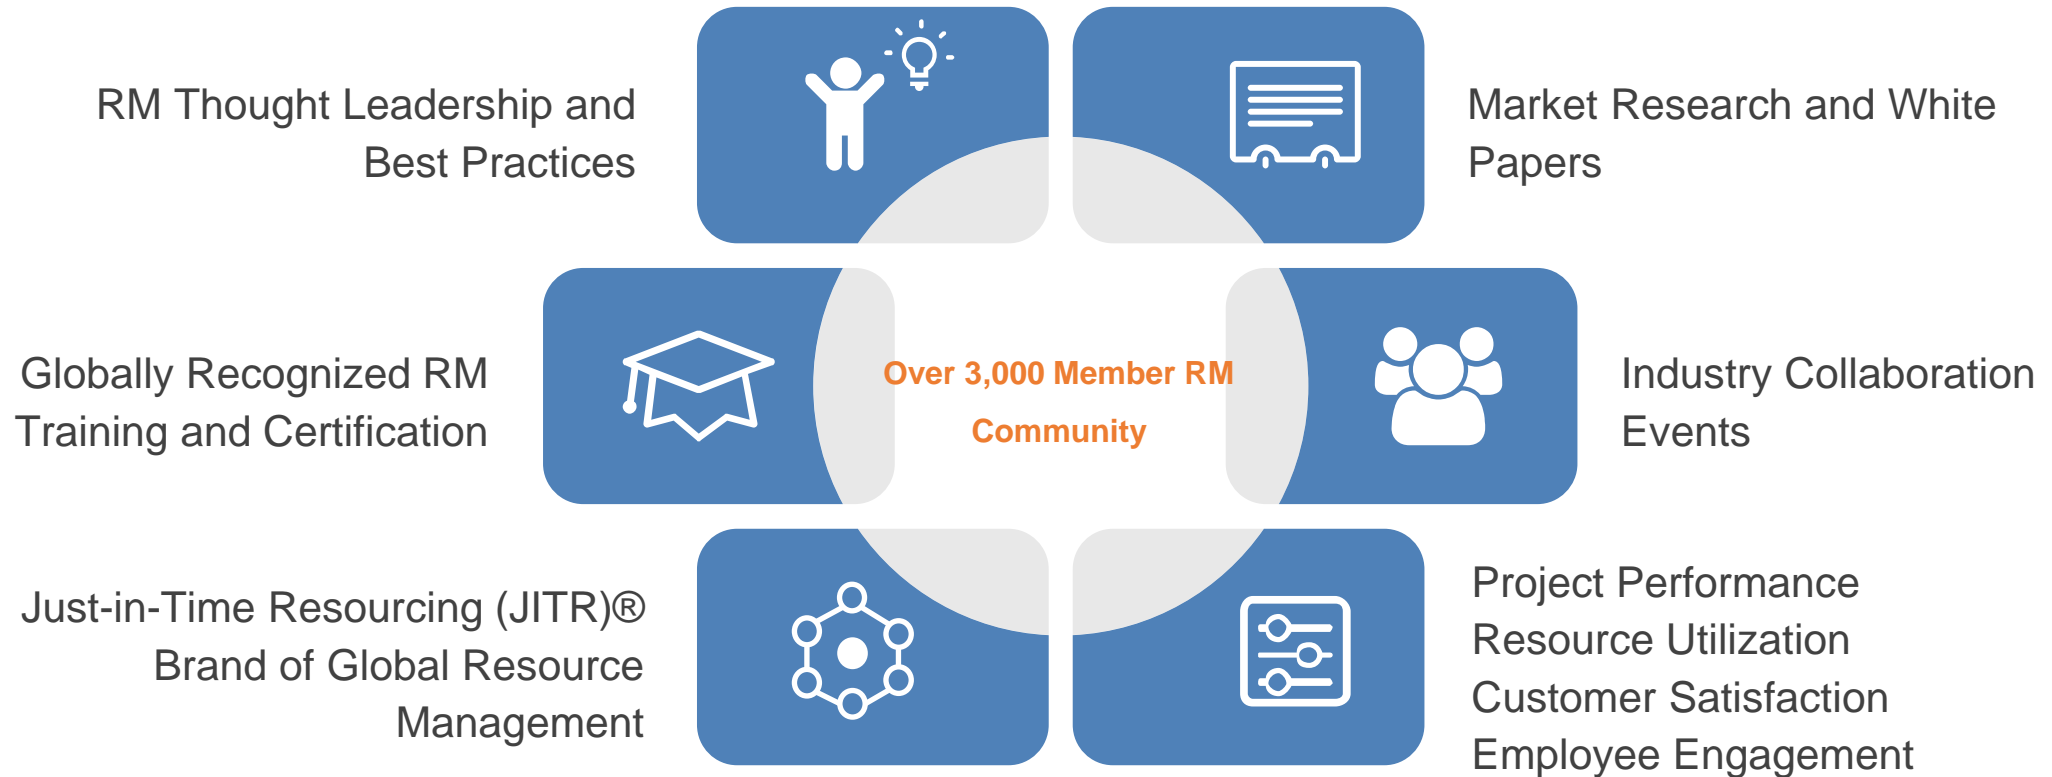 RM Thought Leadership and
Best Practices
Market Research and White
Papers
Globally Recognized RM
Training and Certification
Over 3,000 Member RM
Community
Industry Collaboration
Events
Just-in-Time Resourcing (JITR)®
Brand of Global Resource
Management
Project Performance
Resource Utilization
Customer Satisfaction
Employee Engagement